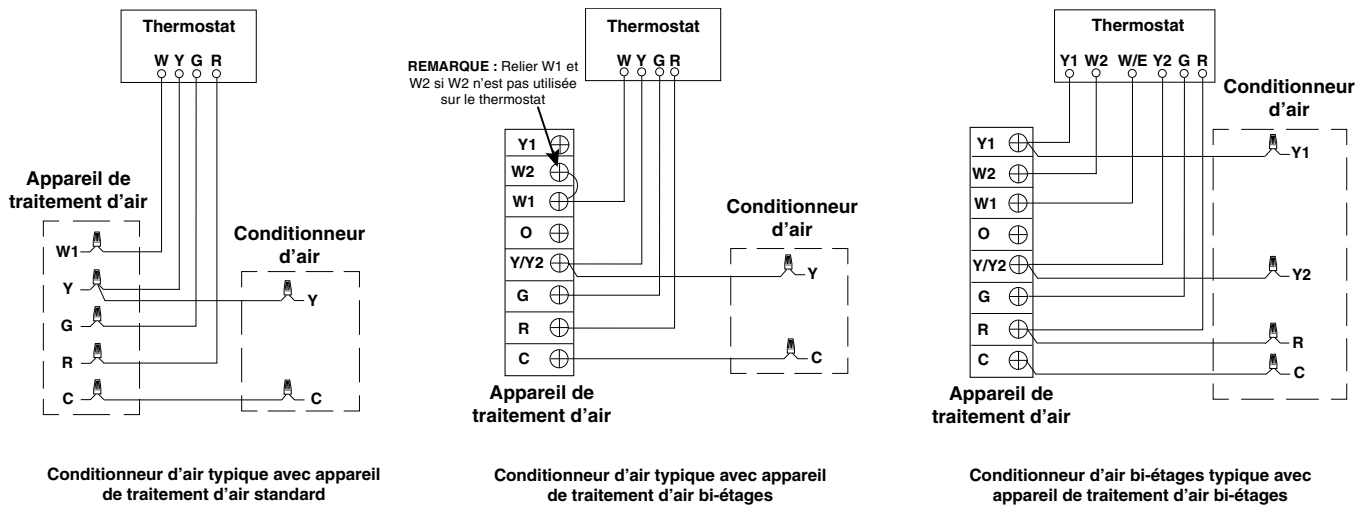 Thermostat
W Y G R
Appareil de
traitement d'air
Conditionneur
d'air
W1
Y
Y
G
R
C
C
Conditionneur d'air typique avec appareil
de traitement d'air standard
Thermostat
W Y G R
REMARQUE : Relier W1 et
W2 si W2 n'est pas utilisée
sur le thermostat
Y1
W2
W1
O
Y/Y2
G
R
C
Conditionneur
d'air
Y
C
Appareil de
traitement d'air
Conditionneur d'air typique avec appareil
de traitement d'air bi-étages
Thermostat
Y1 W2 W/E Y2 G R
Conditionneur
d'air
Y1
W2
W1
O
Y/Y2
G
R
C
Y1
Y2
R
C
Appareil de
traitement d'air
Conditionneur d'air bi-étages typique avec
appareil de traitement d'air bi-étages